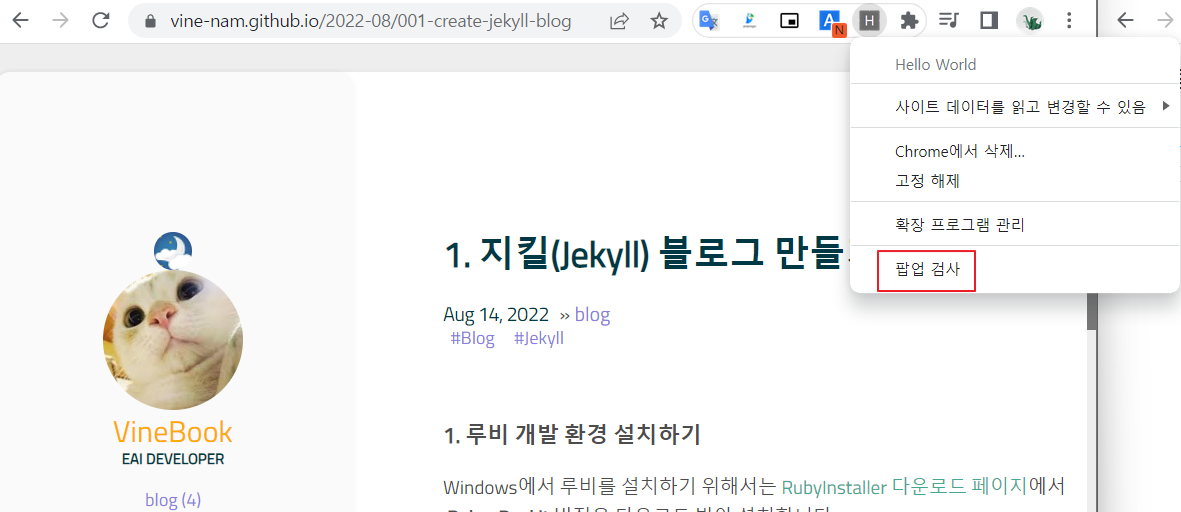 vine-nam.github.io/2022-08/001-create-jekyll-blog
A
N
H
Hello World
사이트 데이터를 읽고 변경할 수 있음
Chrome에서 삭제...
고정 해제
확장 프로그램 관리
팝업 검사
1. 지킬(Jekyll) 블로그 만들
Aug 14, 2022 » blog
#Blog #Jekyll
VineBook
EAI DEVELOPER
blog (4)
1. 루비 개발 환경 설치하기
Windows에서 루비를 설치하기 위해서는 RubyInstaller 다운로드 페이지에서